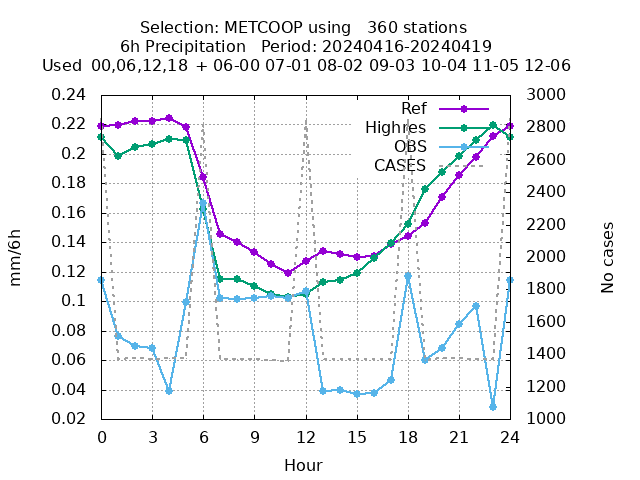 Selection: METCOOP using   360 stations
6h Precipitation   Period: 20240416-20240419
Used  00,06,12,18  + 06-00 07-01 08-02 09-03 10-04 11-05 12-06
0.24 3000
Ref
0.22 2800
Highres
OBS
0.2 2600
CASES
0.18 2400
0.16 2200
0.14 2000
0.12 1800
0.1 1600
0.08 1400
0.06 1200
0.04 1000
0.02
mm/6h
No cases
0 3 6 9 12 15 18 21 24
Hour